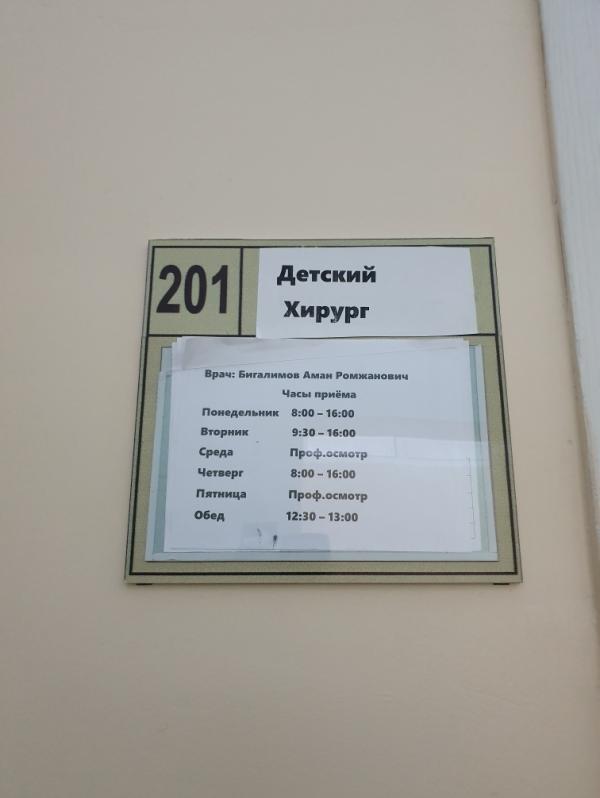 201
Детский
Хирург
Врач: Бигалимов Аман Ромжанович
Часы приёма
Понедельник 8:00 – 16:00
Вторник 9:30 – 16:00
Среда Проф.осмотр
Четверг 8:00 – 16:00
Пятница Проф.осмотр
Обед 12:30 – 13:00